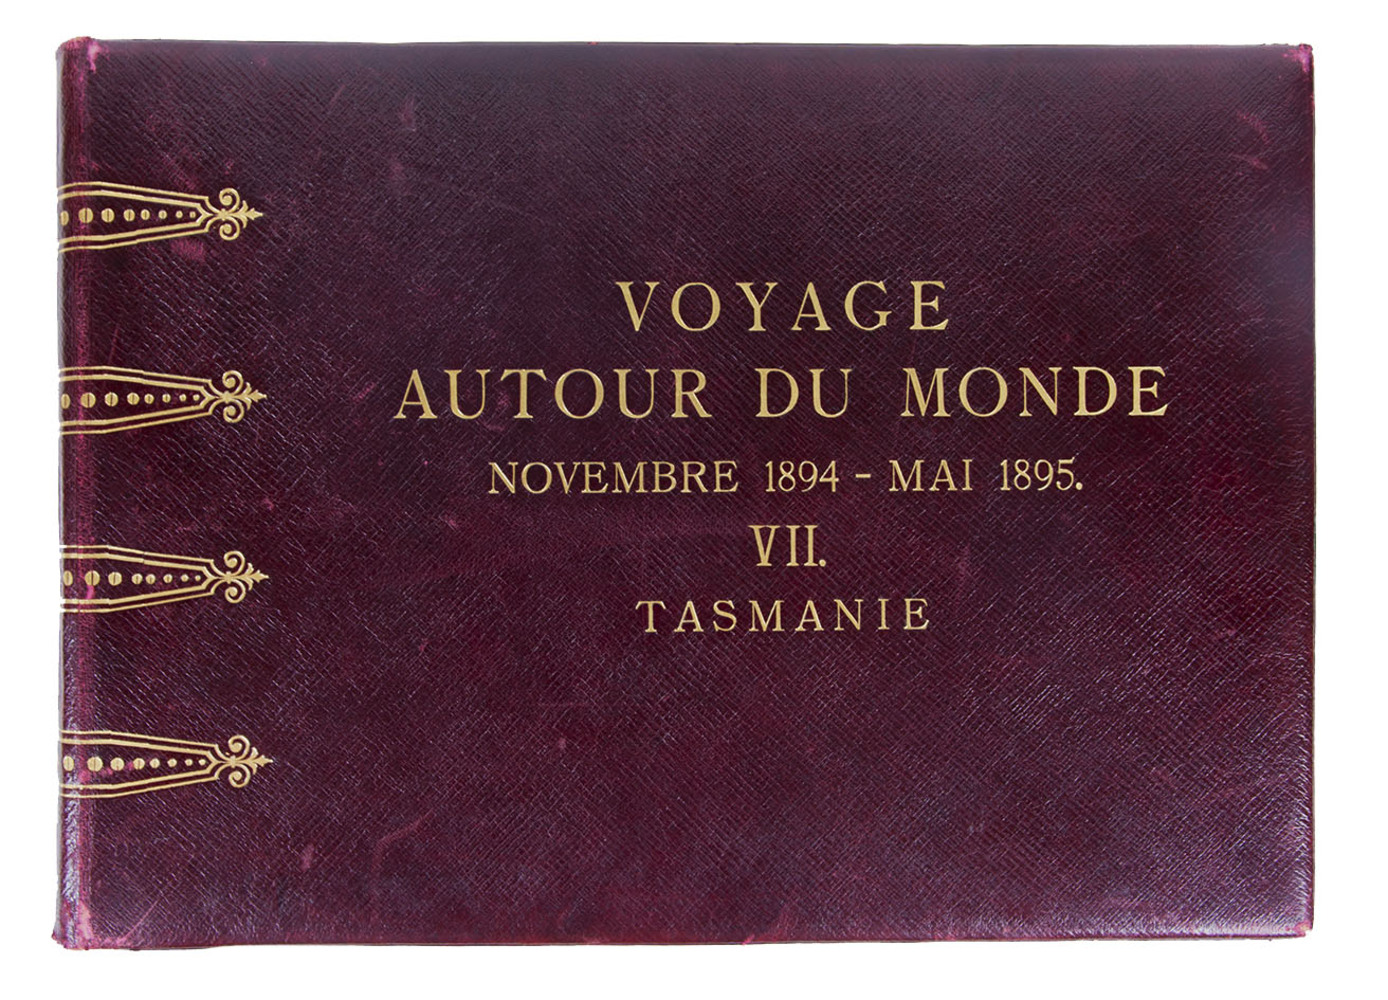 VOYAGE
AUTOUR DU MONDE
NOVEMBRE 1894 - MAI 1895.
VII.
TASMANIE